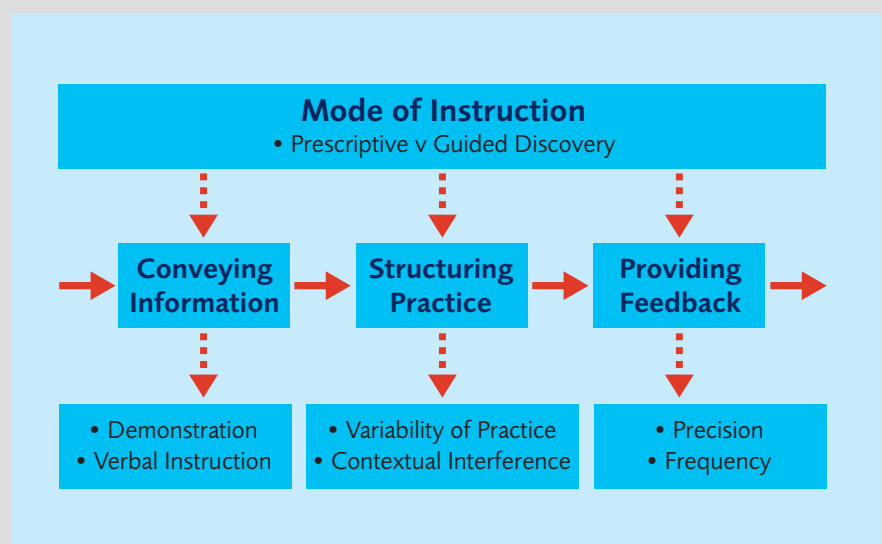 Mode of Instruction
• Prescriptive v Guided Discovery
Conveying
Information
Structuring
Practice
Providing
Feedback
• Demonstration
• Verbal Instruction
• Variability of Practice
• Contextual Interference
• Precision
• Frequency